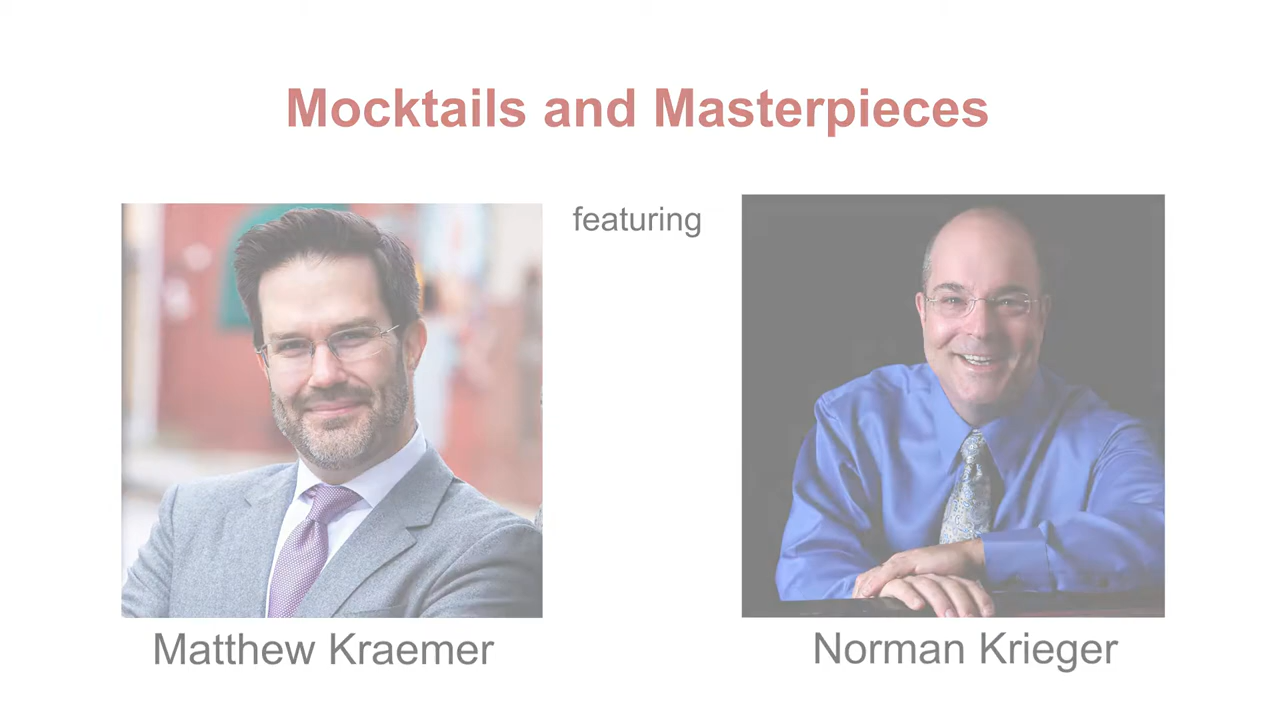 Mocktails and Masterpieces
featuring
Matthew Kraemer
Norman Krieger